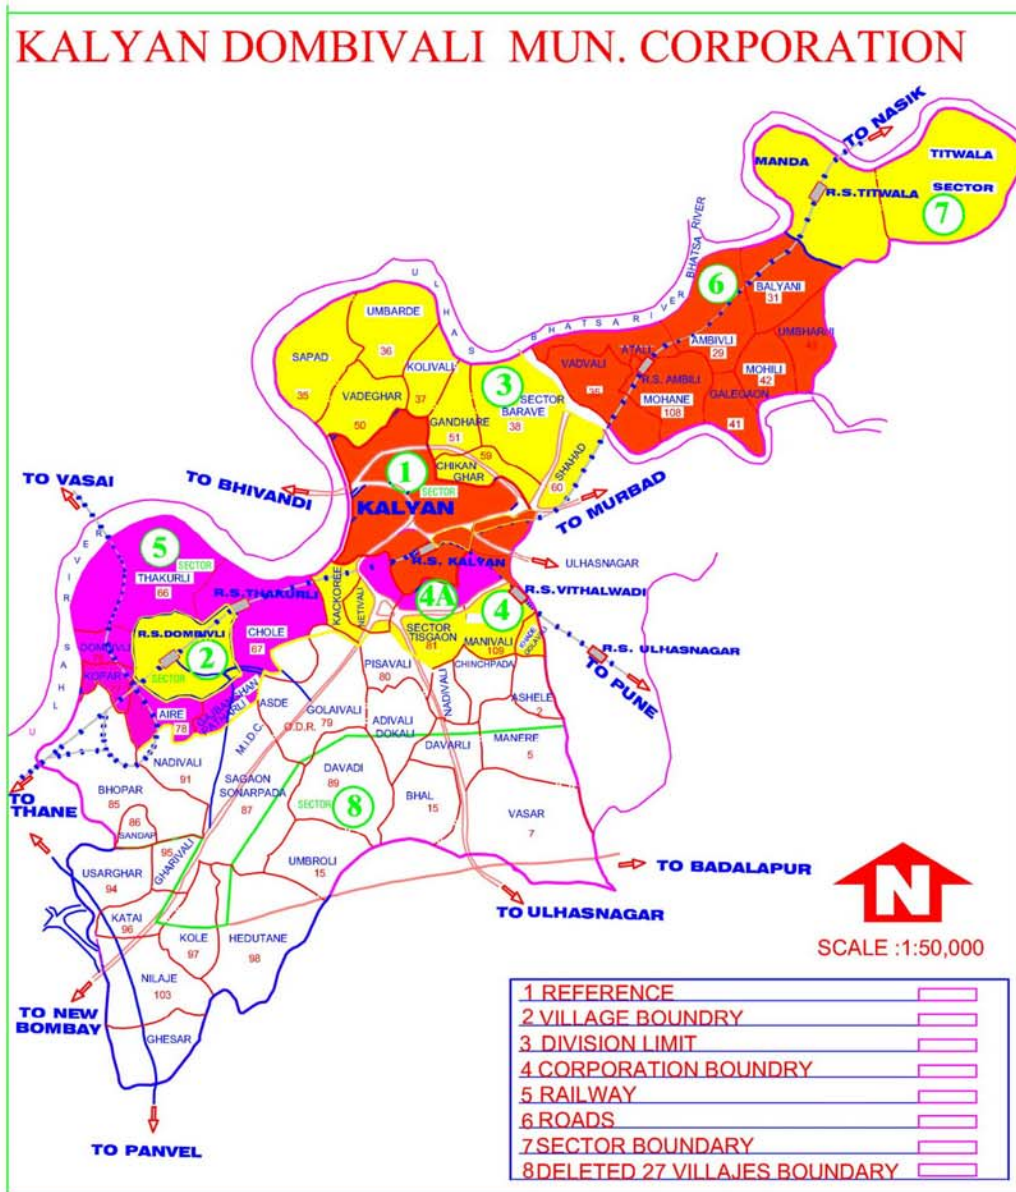 KALYAN DOMBIVALI MUN. CORPORATION
TO NASIK
MANDA
TITWALA
R.S.TITWALA
SECTOR
7
BHATSA RIVER
6
BALYANI
31
ULHAS
BHATSA RIVER
UMBARDE
36
AMBIVLI
29
UMBHARNI
ATALI
SAPAD
35
KOLIVALI
37
VADVALI
R.S. AMBILI
MOHILI
42
3
SECTOR
BARAVE
38
VADEGHAR
50
MOHANE
108
GALEGAON
41
GANDHARE
51
59
CHIKAN
GHAR
SHAHAD
60
1
SECTOR
KALYAN
TO VASAI
TO BHIVANDI
TO MURBAD
ULHASNAGAR
R.S. KALYAN
RIVER
5
SECTOR
THAKURLI
66
R.S.THAKURLI
KACKOREE
NETIVALI
4A
4
R.S.VITHALWADI
SECTOR
TISGAON
81
MANIVALI
109
R.S.DOMBIVLI
CHOLE
67
2
SECTOR
DOMBIVLI
KOPAR
R.S. ULHASNAGAR
TO PUNE
PISAVALI
80
CHINCHPADA
NADIVALI
ASHELE
2
AIRE
78
ASDE
GOLAIVALI
79
ADIVALI
DOKALI
M.I.D.C.
O.D.R.
NADIVALI
91
DAVARLI
MANERE
5
SAGAON
SONARPADA
87
DAVADI
89
SECTOR
8
BHAL
15
VASAR
7
TO
THANE
BHOPAR
85
86
SANDAP
95
GHARIVALI
USARGHAR
94
UMBROLI
15
TO BADALAPUR
TO ULHASNAGAR
KATAI
96
KOLE
97
HEDUTANE
98
NILAJE
103
TO NEW
BOMBAY
GHESAR
TO PANVEL
N
SCALE :1:50,000
1 REFERENCE
2 VILLAGE BOUNDRY
3 DIVISION LIMIT
4 CORPORATION BOUNDRY
5 RAILWAY
6 ROADS
7 SECTOR BOUNDARY
8 DELETED 27 VILLAJES BOUNDARY